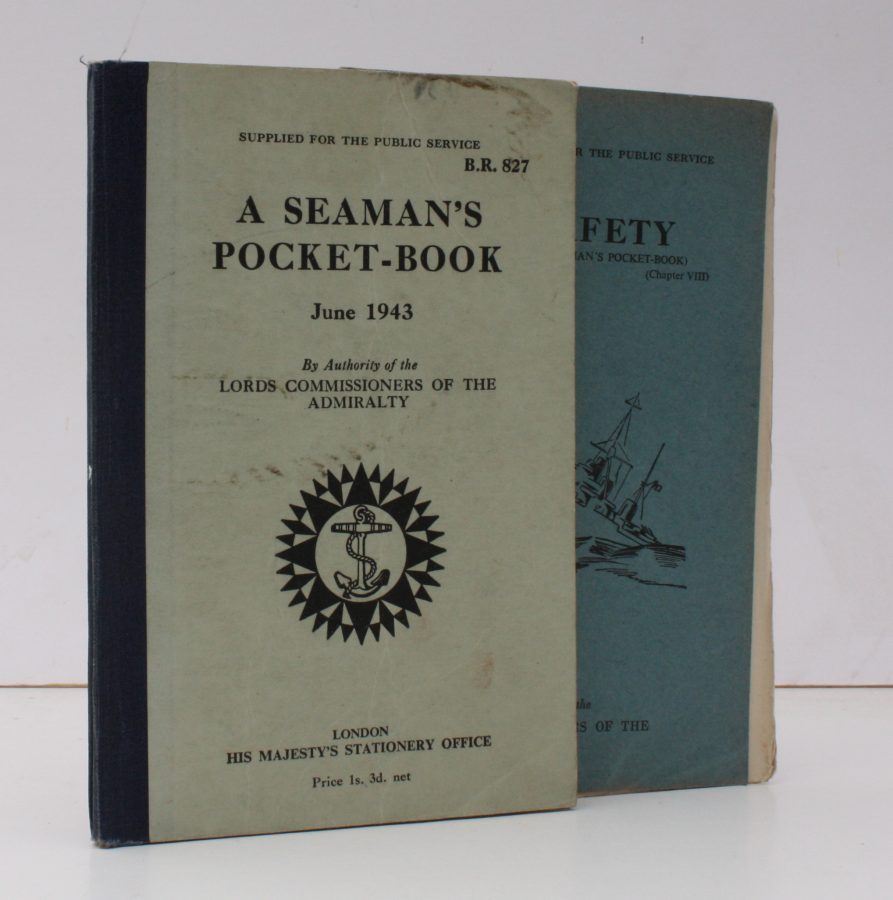 SUPPLIED FOR THE PUBLIC SERVICE
B.R. 827
A SEAMAN'S
POCKET-BOOK
June 1943
By Authority of the
LORDS COMMISSIONERS OF THE
ADMIRALTY
LONDON
HIS MAJESTY'S STATIONERY OFFICE
Price 1s. 3d. net
R THE PUBLIC SERVICE
FETY
AN'S POCKET-BOOK)
(Chapter VIII)
the
S OF THE